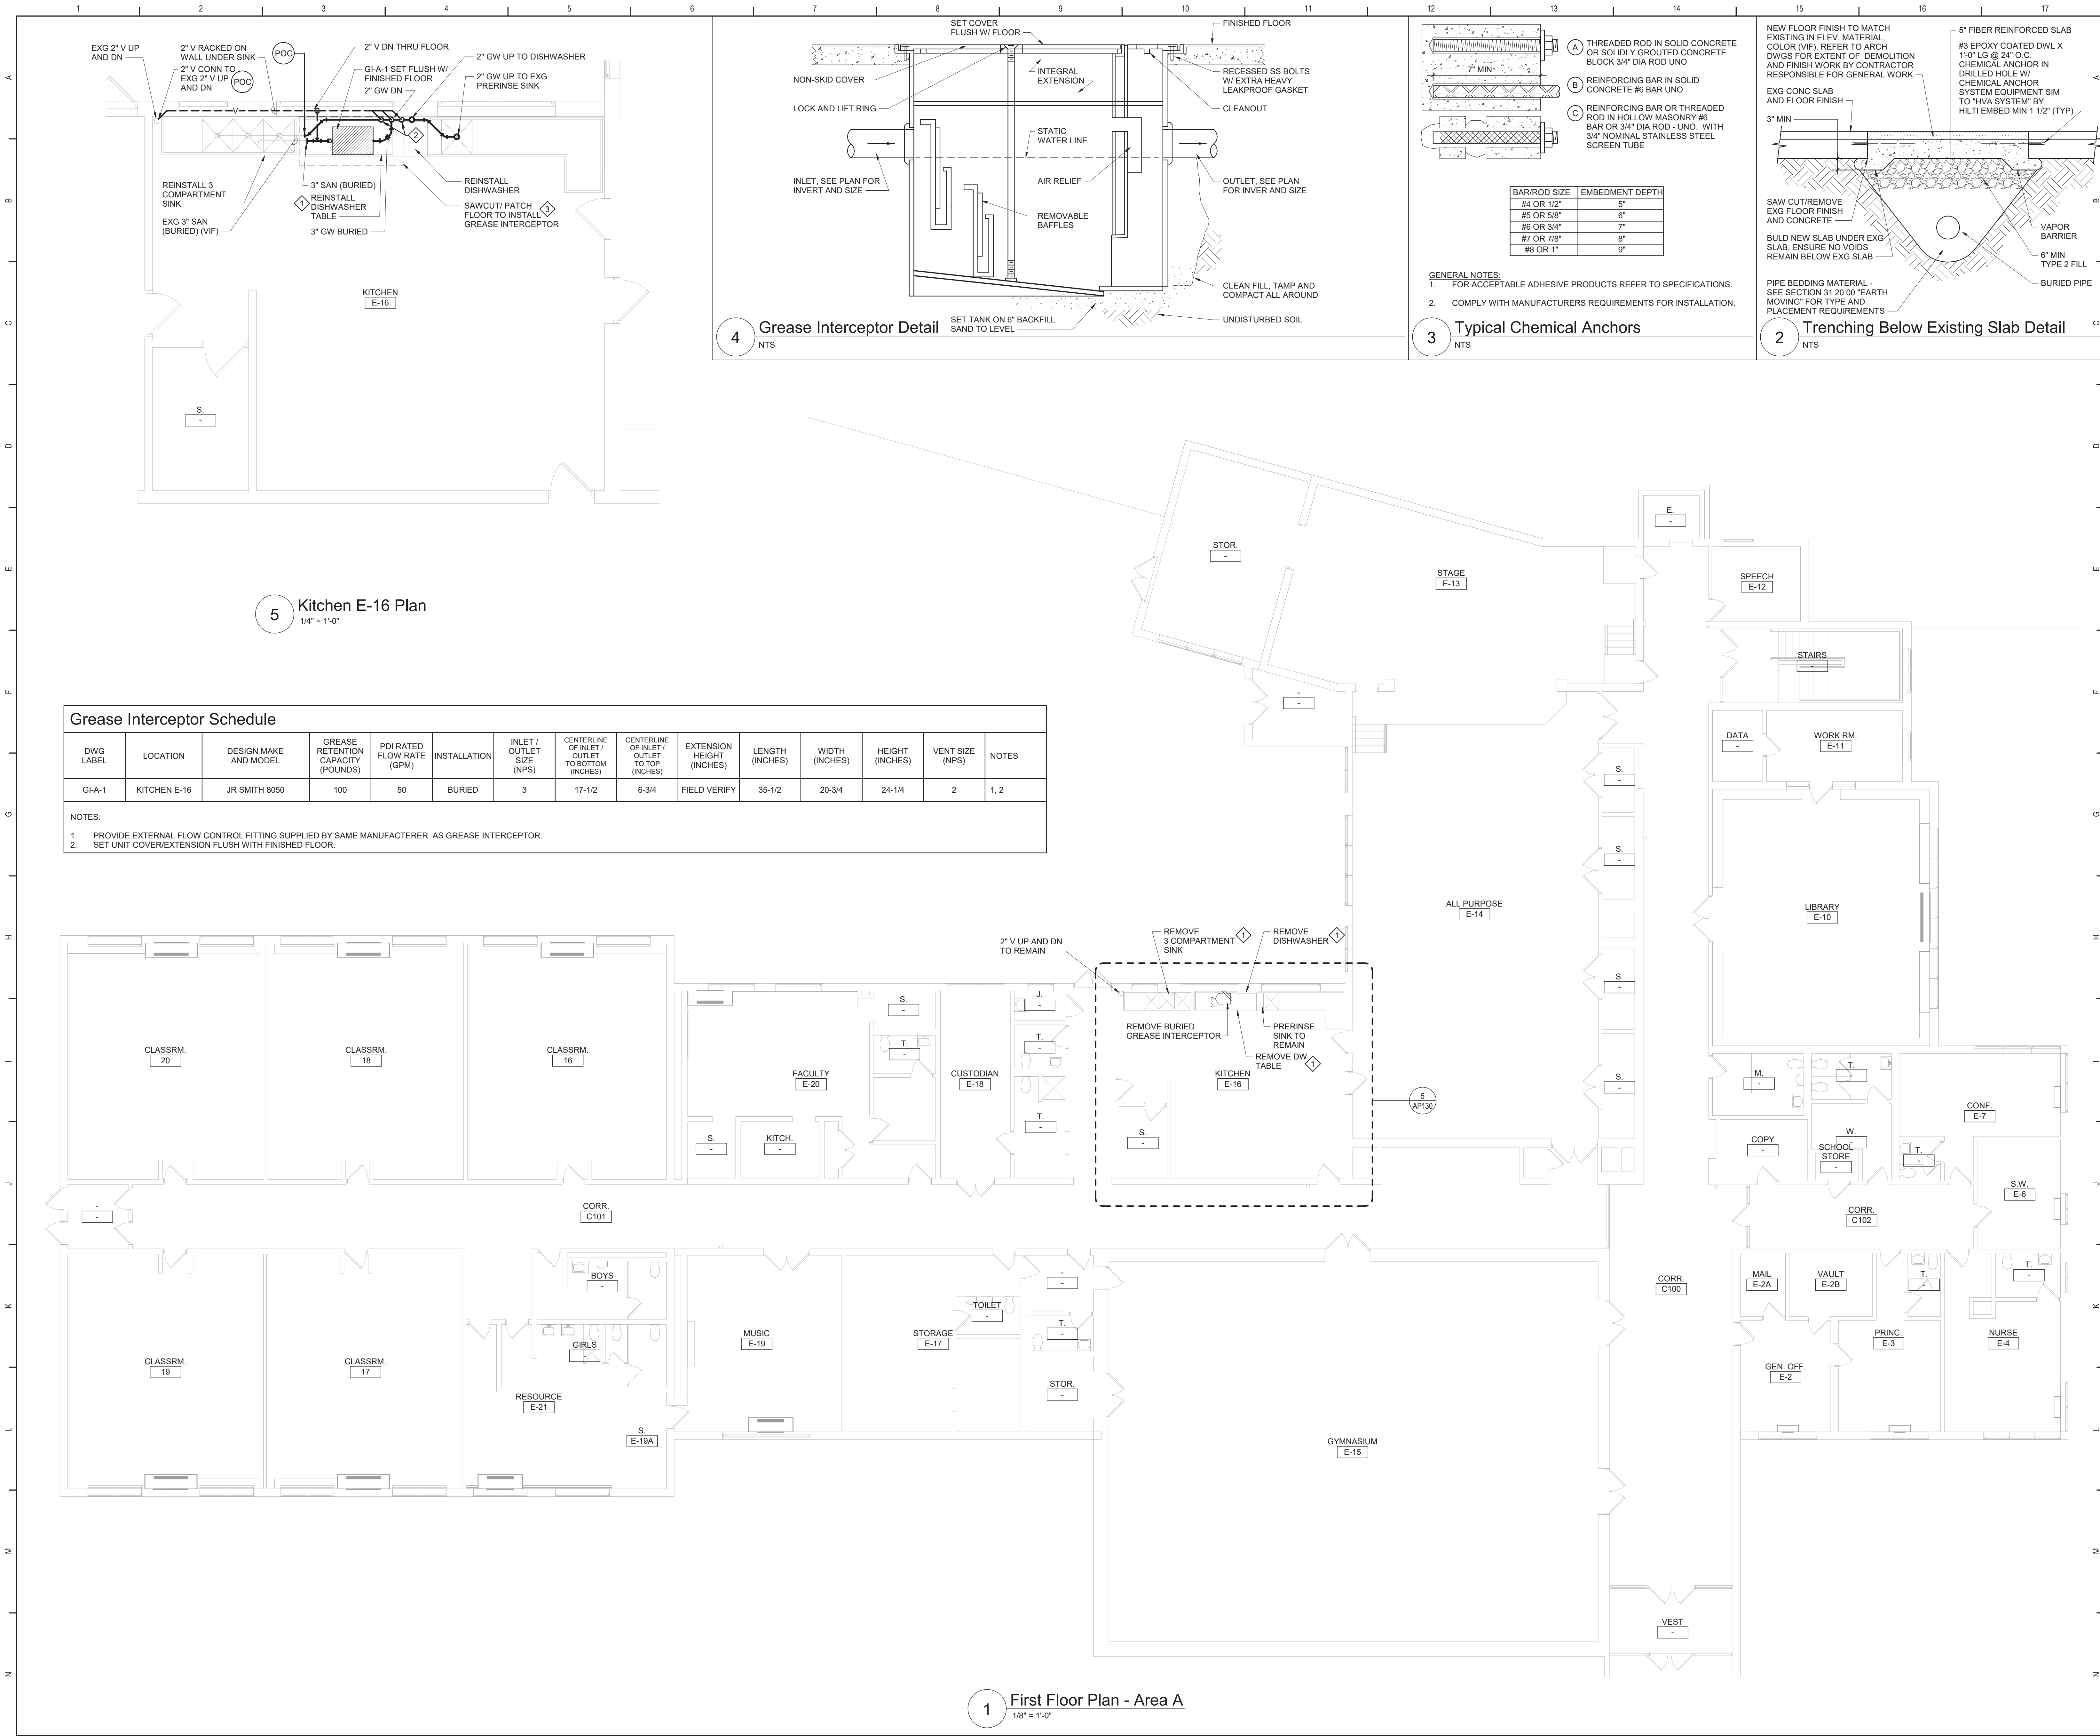 1 2 3 4 5 6 7 8 9 10 11 12 13 14 15 16 17
A
B
C
D
E
F
G
H
I
J
K
L
M
N
A
B
C
D
E
F
G
H
I
J
K
L
M
N
EXG 2" V UP
AND DN
2" V RACKED ON
WALL UNDER SINK
2" V CONN TO
EXG 2" V UP
AND DN
POC
POC
2" V DN THRU FLOOR
GI-A-1 SET FLUSH W/
FINISHED FLOOR
2" GW DN
2" GW UP TO DISHWASHER
2" GW UP TO EXG
PRERINSE SINK
V
2
REINSTALL 3
COMPARTMENT
SINK
EXG 3" SAN
(BURIED) (VIF)
3" SAN (BURIED)
1
REINSTALL
DISHWASHER
TABLE
3" GW BURIED
REINSTALL
DISHWASHER
SAWCUT/ PATCH
FLOOR TO INSTALL
GREASE INTERCEPTOR
3
KITCHEN
E-16
S.
-
5
Kitchen E-16 Plan
1/4" = 1'-0"
SET COVER
FLUSH W/ FLOOR
FINISHED FLOOR
NON-SKID COVER
INTEGRAL
EXTENSION
RECESSED SS BOLTS
W/ EXTRA HEAVY
LEAKPROOF GASKET
LOCK AND LIFT RING
CLEANOUT
STATIC
WATER LINE
INLET, SEE PLAN FOR
INVERT AND SIZE
AIR RELIEF
OUTLET, SEE PLAN
FOR INVER AND SIZE
REMOVABLE
BAFFLES
CLEAN FILL, TAMP AND
COMPACT ALL AROUND
SET TANK ON 6" BACKFILL
SAND TO LEVEL
UNDISTURBED SOIL
4
Grease Interceptor Detail
NTS
7" MIN
A
THREADED ROD IN SOLID CONCRETE
OR SOLIDLY GROUTED CONCRETE
BLOCK 3/4" DIA ROD UNO
B
REINFORCING BAR IN SOLID
CONCRETE #6 BAR UNO
C
REINFORCING BAR OR THREADED
ROD IN HOLLOW MASONRY #6
BAR OR 3/4" DIA ROD - UNO. WITH
3/4" NOMINAL STAINLESS STEEL
SCREEN TUBE
BAR/ROD SIZE EMBEDMENT DEPTH
#4 OR 1/2" 5"
#5 OR 5/8" 6"
#6 OR 3/4" 7"
#7 OR 7/8" 8"
#8 OR 1" 9"
GENERAL NOTES:
1. FOR ACCEPTABLE ADHESIVE PRODUCTS REFER TO SPECIFICATIONS.
2. COMPLY WITH MANUFACTURERS REQUIREMENTS FOR INSTALLATION.
3
Typical Chemical Anchors
NTS
NEW FLOOR FINISH TO MATCH
EXISTING IN ELEV, MATERIAL,
COLOR (VIF). REFER TO ARCH
DWGS FOR EXTENT OF DEMOLITION
AND FINISH WORK BY CONTRACTOR
RESPONSIBLE FOR GENERAL WORK
EXG CONC SLAB
AND FLOOR FINISH
3" MIN
5" FIBER REINFORCED SLAB
#3 EPOXY COATED DWL X
1'-0" LG @ 24" O.C.
CHEMICAL ANCHOR IN
DRILLED HOLE W/
CHEMICAL ANCHOR
SYSTEM EQUIPMENT SIM
TO "HVA SYSTEM" BY
HILTI EMBED MIN 1 1/2" (TYP)
SAW CUT/REMOVE
EXG FLOOR FINISH
AND CONCRETE
BULD NEW SLAB UNDER EXG
SLAB, ENSURE NO VOIDS
REMAIN BELOW EXG SLAB
PIPE BEDDING MATERIAL -
SEE SECTION 31 20 00 "EARTH
MOVING" FOR TYPE AND
PLACEMENT REQUIREMENTS
VAPOR
BARRIER
6" MIN
TYPE 2 FILL
BURIED PIPE
2
Trenching Below Existing Slab Detail
NTS
Grease Interceptor Schedule
DWG LABEL LOCATION DESIGN MAKE AND MODEL GREASE RETENTION CAPACITY (POUNDS) PDI RATED FLOW RATE (GPM) INSTALLATION INLET / OUTLET SIZE (NPS) CENTERLINE OF INLET / OUTLET TO BOTTOM (INCHES) CENTERLINE OF INLET / OUTLET TO TOP (INCHES) EXTENSION HEIGHT (INCHES) LENGTH (INCHES) WIDTH (INCHES) HEIGHT (INCHES) VENT SIZE (NPS) NOTES
GI-A-1 KITCHEN E-16 JR SMITH 8050 100 50 BURIED 3 17-1/2 6-3/4 FIELD VERIFY 35-1/2 20-3/4 24-1/4 2 1, 2
NOTES:
1. PROVIDE EXTERNAL FLOW CONTROL FITTING SUPPLIED BY SAME MANUFACTERER AS GREASE INTERCEPTOR.
2. SET UNIT COVER/EXTENSION FLUSH WITH FINISHED FLOOR.
E.
-
STOR.
-
STAGE
E-13
SPEECH
E-12
STAIRS
-
-
-
DATA
-
WORK RM.
E-11
S.
-
S.
-
ALL PURPOSE
E-14
LIBRARY
E-10
S.
-
S.
-
2" V UP AND DN
TO REMAIN
REMOVE
3 COMPARTMENT
SINK
1
REMOVE
DISHWASHER
1
REMOVE BURIED
GREASE INTERCEPTOR
PRERINSE
SINK TO
REMAIN
REMOVE DW
TABLE
1
KITCHEN
E-16
S.
-
5
AP130
CLASSRM.
20
CLASSRM.
18
CLASSRM.
16
FACULTY
E-20
S.
-
T.
-
CUSTODIAN
E-18
J.
-
T.
-
T.
-
S.
-
KITCH.
-
M.
-
T.
-
CONF.
E-7
COPY
-
W.
-
SCHOOL
STORE
-
T.
-
S.W.
E-6
-
-
CORR.
C101
CORR.
C102
BOYS
-
GIRLS
-
MUSIC
E-19
STORAGE
E-17
TOILET
-
-
-
T.
-
STOR.
-
CORR.
C100
MAIL
E-2A
VAULT
E-2B
T.
-
T.
-
PRINC.
E-3
NURSE
E-4
GEN. OFF.
E-2
CLASSRM.
19
CLASSRM.
17
RESOURCE
E-21
S.
E-19A
GYMNASIUM
E-15
VEST
-
1
First Floor Plan - Area A
1/8" = 1'-0"